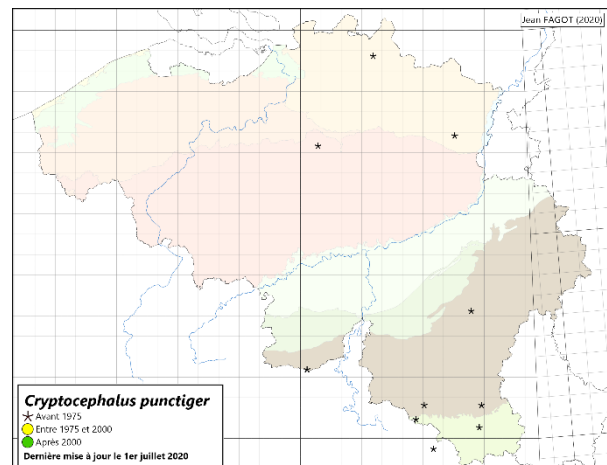 Jean FAGOT (2020)
Cryptocephalus punctiger
Avant 1975
Entre 1975 et 2000
Après 2000
Dernière mise à jour le 1er juillet 2020